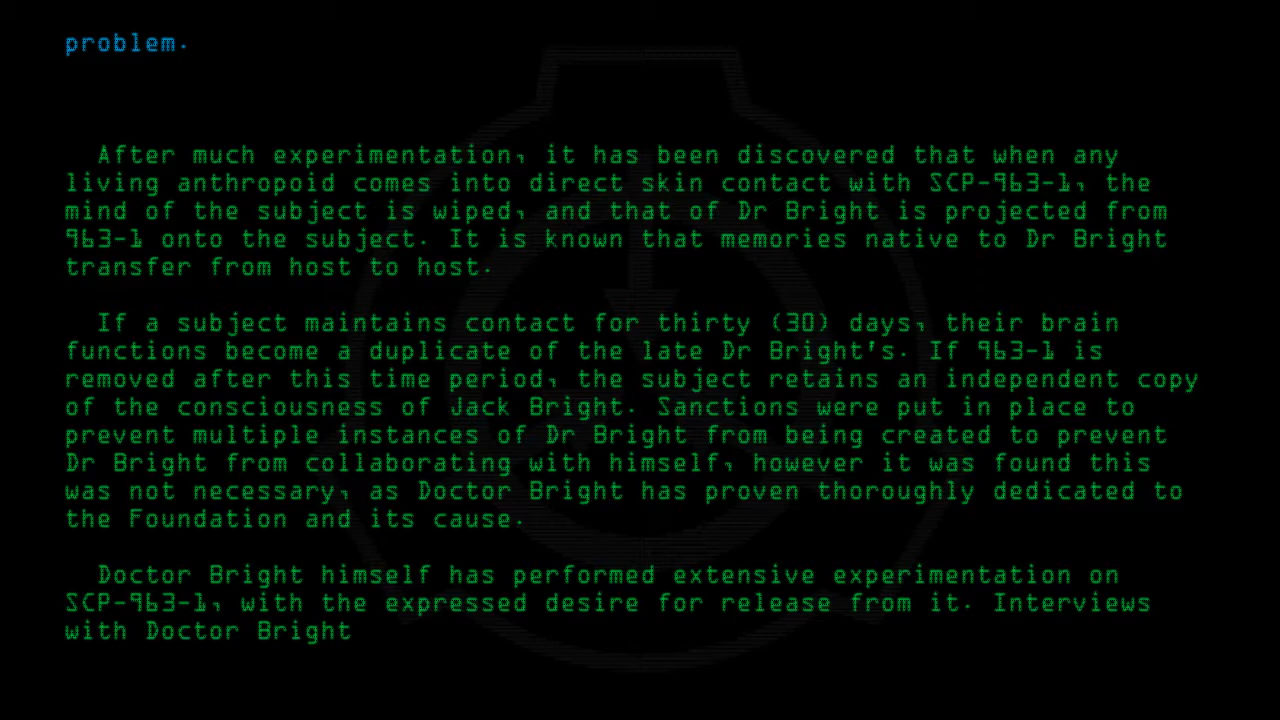 problem.
After much experimentation, it has been discovered that when any
living anthropoid comes into direct skin contact with SCP-963-1, the
mind of the subject is wiped, and that of Dr Bright is projected from
963-1 onto the subject. It is known that memories native to Dr Bright
transfer from host to host.
If a subject maintains contact for thirty (30) days, their brain
functions become a duplicate of the late Dr Bright's. If 963-1 is
removed after this time period, the subject retains an independent copy
of the consciousness of Jack Bright. Sanctions were put in place to
prevent multiple instances of Dr Bright from being created to prevent
Dr Bright from collaborating with himself, however it was found this
was not necessary, as Doctor Bright has proven thoroughly dedicated to
the Foundation and its cause.
Doctor Bright himself has performed extensive experimentation on
SCP-963-1, with the expressed desire for release from it. Interviews
with Doctor Bright